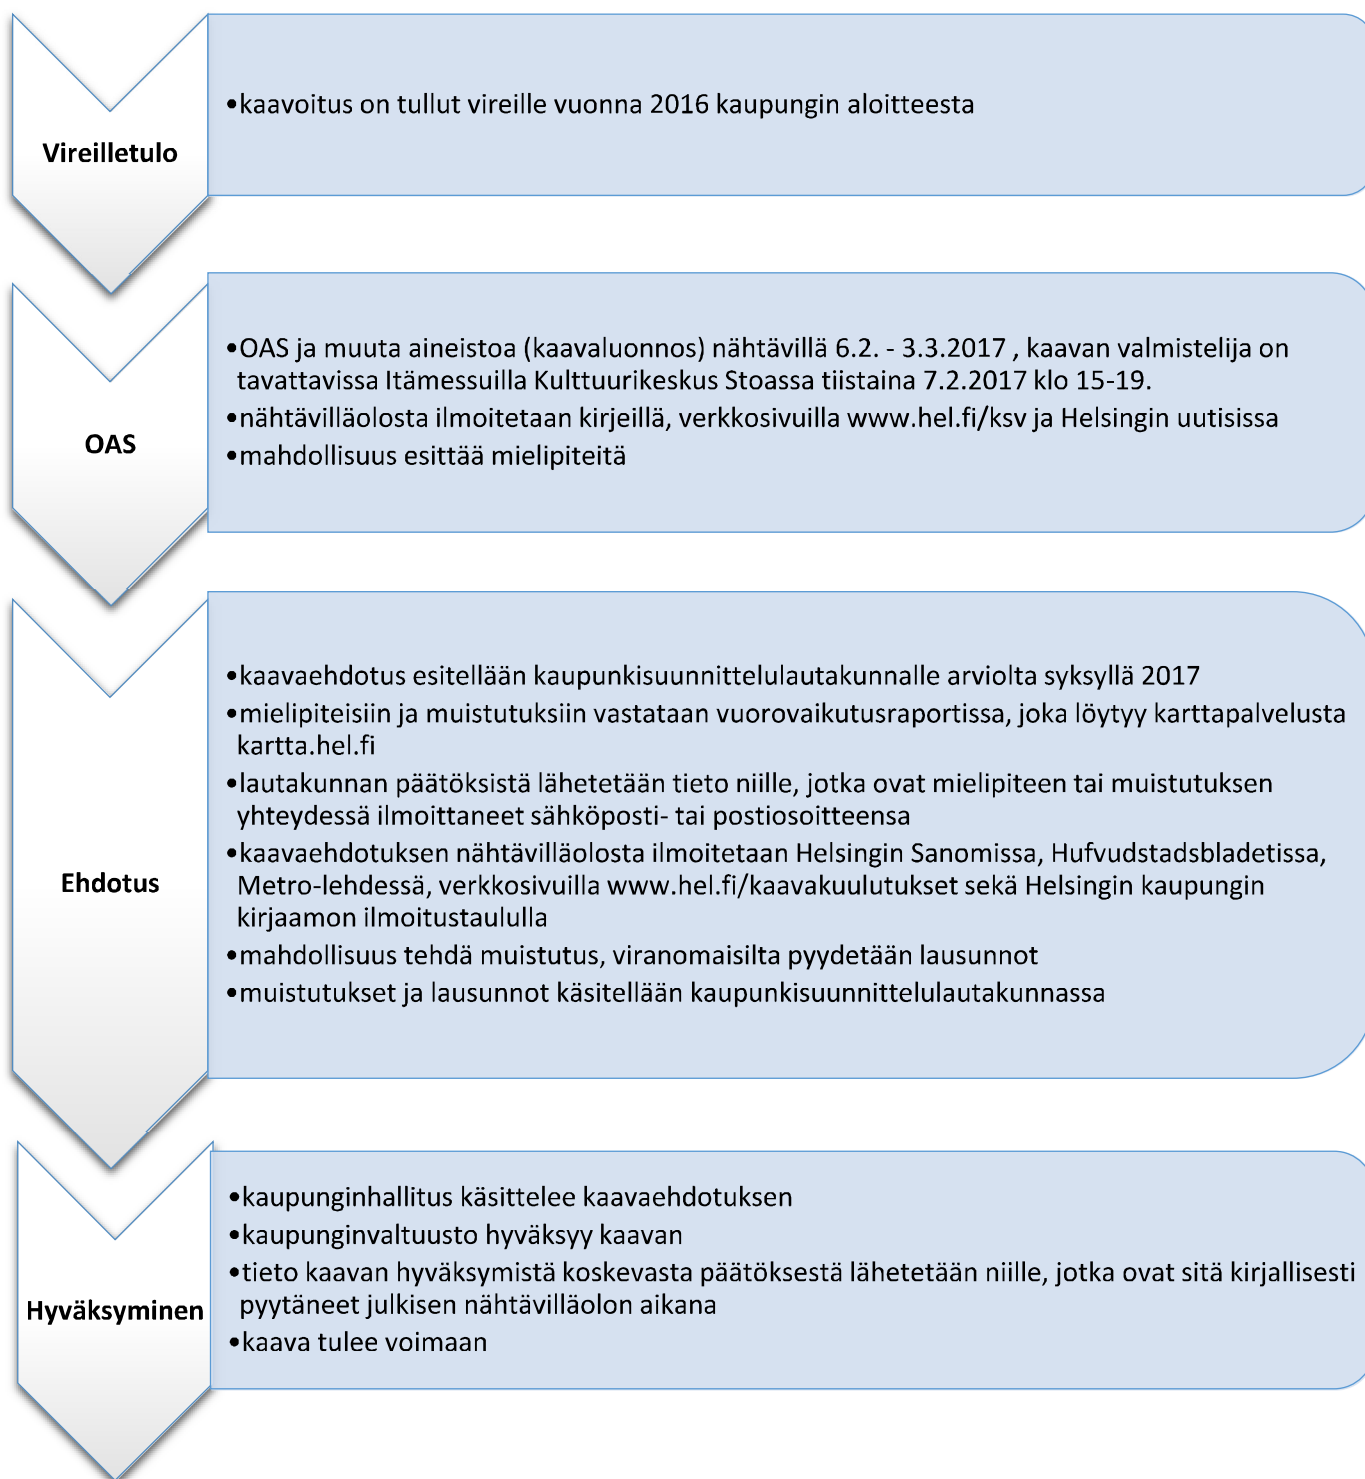 Vireilletulo
•kaavoitus on tullut vireille vuonna 2016 kaupungin aloitteesta
OAS
•OAS ja muuta aineistoa (kaavaluonnos) nähtävillä 6.2. - 3.3.2017 , kaavan valmistelija on
tavattavissa Itämessuilla Kulttuurikeskus Stoassa tiistaina 7.2.2017 klo 15-19.
•nähtävilläolosta ilmoitetaan kirjeillä, verkkosivuilla www.hel.fi/ksv ja Helsingin uutisissa
•mahdollisuus esittää mielipiteitä
Ehdotus
•kaavaehdotus esitellään kaupunkisuunnittelulautakunnalle arviolta syksyllä 2017
•mielipiteisiin ja muistutuksiin vastataan vuorovaikutusraportissa, joka löytyy karttapalvelusta
kartta.hel.fi
•lautakunnan päätöksistä lähetetään tieto niille, jotka ovat mielipiteen tai muistutuksen
yhteydessä ilmoittaneet sähköposti- tai postiosoitteensa
•kaavaehdotuksen nähtävilläolosta ilmoitetaan Helsingin Sanomissa, Hufvudstadsbladetissa,
Metro-lehdessä, verkkosivuilla www.hel.fi/kaavakuulutukset sekä Helsingin kaupungin
kirjaamon ilmoitustaululla
•mahdollisuus tehdä muistutus, viranomaisilta pyydetään lausunnot
•muistutukset ja lausunnot käsitellään kaupunkisuunnittelulautakunnassa
Hyväksyminen
•kaupunginhallitus käsittelee kaavaehdotuksen
•kaupunginvaltuusto hyväksyy kaavan
•tieto kaavan hyväksymistä koskevasta päätöksestä lähetetään niille, jotka ovat sitä kirjallisesti
pyytäneet julkisen nähtävilläolon aikana
•kaava tulee voimaan